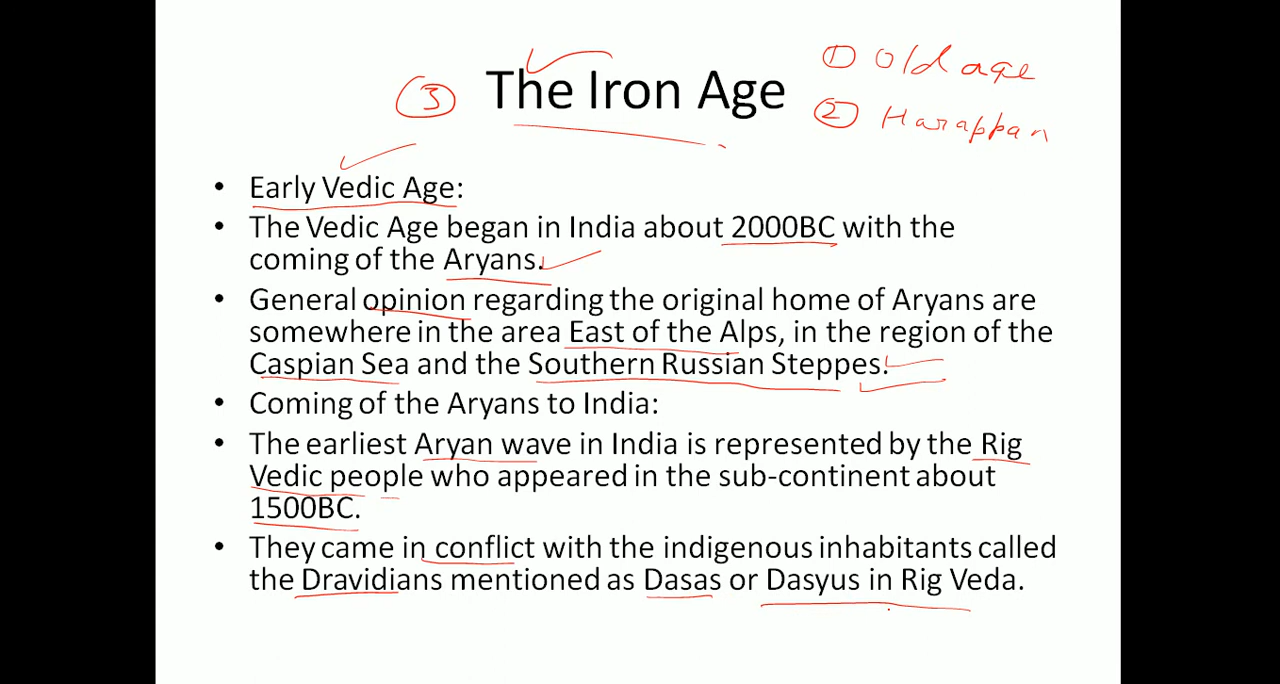 ③ The Iron Age
① Old age
② Harappan
• Early Vedic Age:
• The Vedic Age began in India about 2000BC with the
coming of the Aryans.
• General opinion regarding the original home of Aryans are
somewhere in the area East of the Alps, in the region of the
Caspian Sea and the Southern Russian Steppes.
• Coming of the Aryans to India:
• The earliest Aryan wave in India is represented by the Rig
Vedic people who appeared in the sub-continent about
1500BC.
• They came in conflict with the indigenous inhabitants called
the Dravidians mentioned as Dasas or Dasyus in Rig Veda.